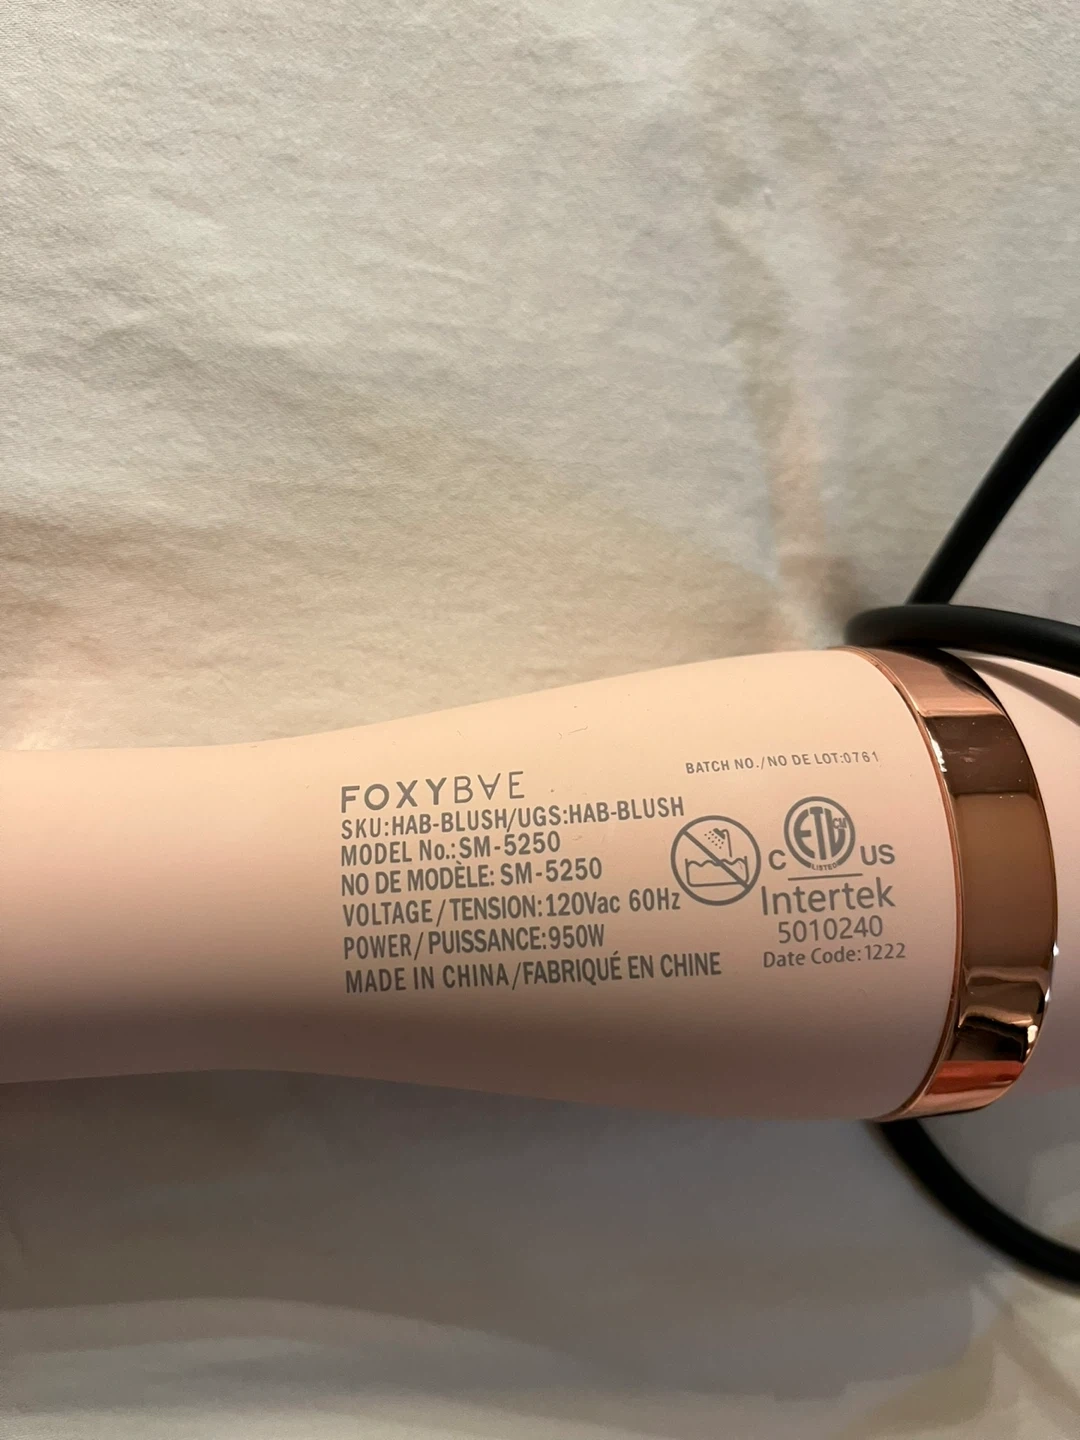 FOXYBAE
SKU:HAB-BLUSH/UGS:HAB-BLUSH
MODEL No.:SM-5250
NO DE MODÈLE: SM-5250
VOLTAGE/TENSION:120Vac 60Hz
POWER/PUISSANCE:950W
MADE IN CHINA/FABRIQUÉ EN CHINE
BATCH NO./NO DE LOT:0761
ETL CM
LISTED
C US
Intertek
5010240
Date Code:1222